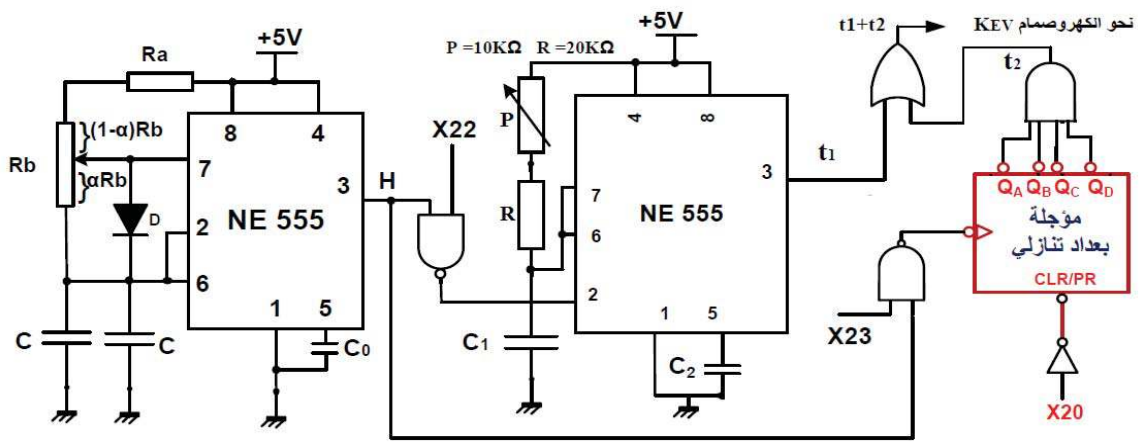 t1+t2
نحو الكهروصمام KEV
+5V
P =10KΩ R =20KΩ
+5V
Ra
t2
(1-α)Rb
Rb
αRb
D
8
4
7
3
2
6
1
5
NE 555
H
X22
P
R
4
8
7
6
2
3
1
5
NE 555
t1
QA QB QC QD
مؤجلة
بعداد تنازلي
CLR/PR
C
C
C0
C1
C2
X23
X20